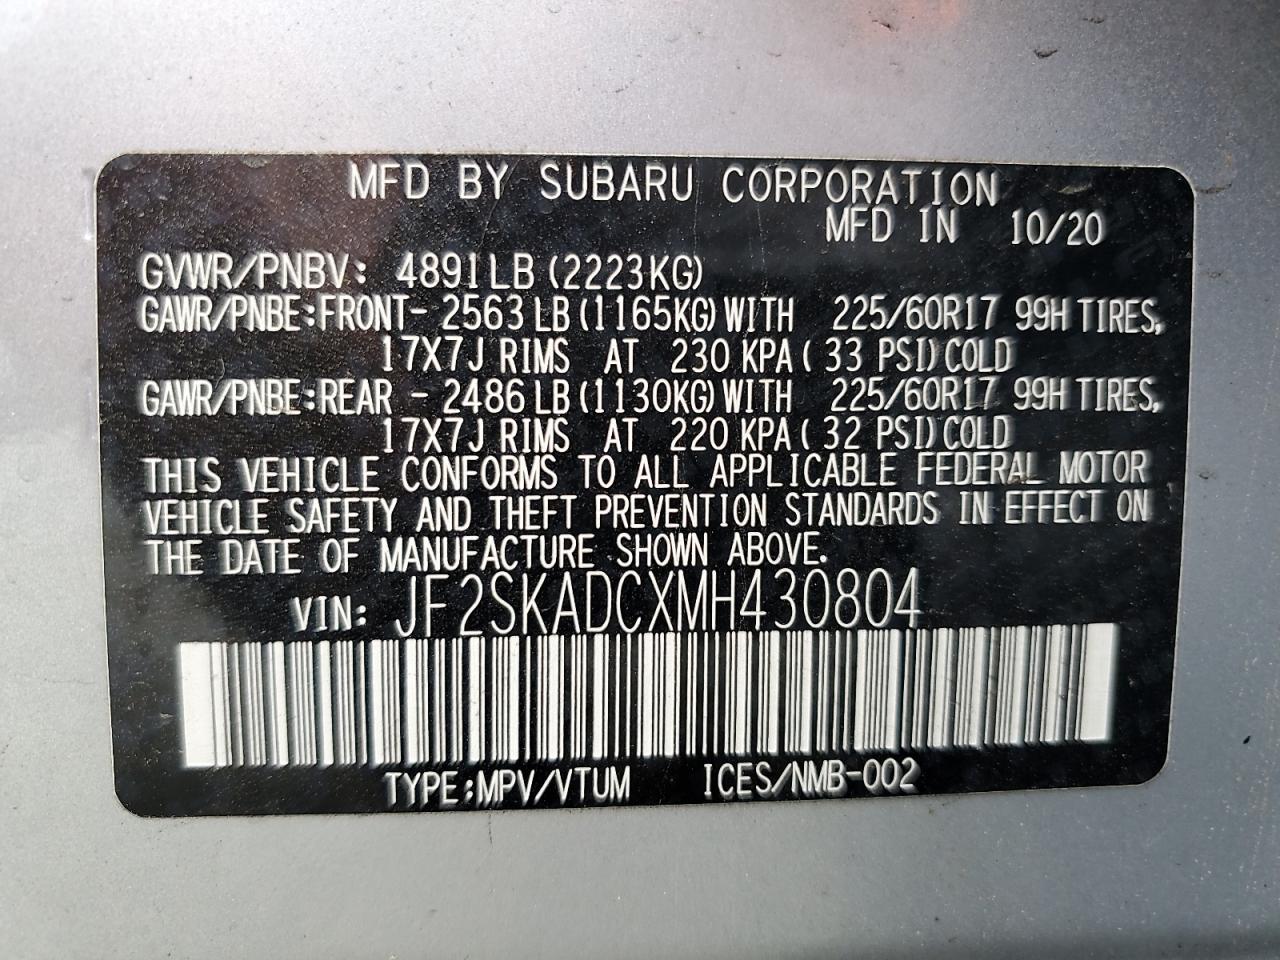 MFD BY SUBARU CORPORATION
MFD IN 10/20
GVWR/PNBV: 4891LB (2223KG)
GAWR/PNBE:FRONT- 2563 LB (1165KG) WITH 225/60R17 99H TIRES,
17X7J RIMS AT 230 KPA ( 33 PSI) COLD
GAWR/PNBE:REAR - 2486 LB (1130KG) WITH 225/60R17 99H TIRES,
17X7J RIMS AT 220 KPA ( 32 PSI) COLD
THIS VEHICLE CONFORMS TO ALL APPLICABLE FEDERAL MOTOR
VEHICLE SAFETY AND THEFT PREVENTION STANDARDS IN EFFECT ON
THE DATE OF MANUFACTURE SHOWN ABOVE.
VIN: JF2SKADCXMH430804
TYPE:MPV/VTUM ICES/NMB-002